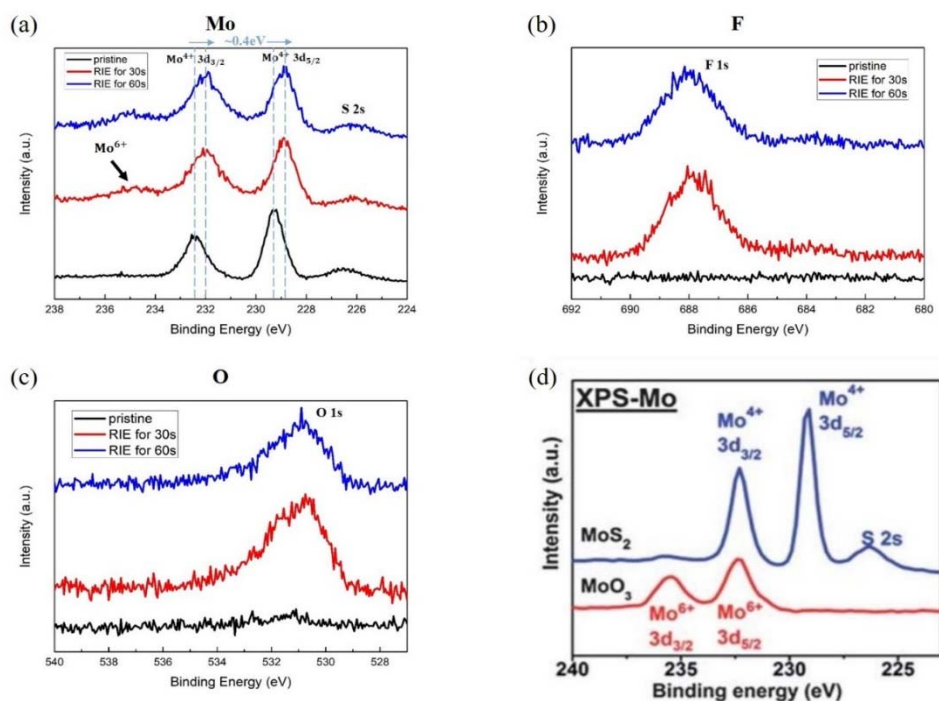 (a)
Mo
~0.4eV
pristine
RIE for 30s
RIE for 60s
Mo⁴⁺ 3d₃/₂
Mo⁴⁺ 3d₅/₂
S 2s
Mo⁶⁺
Intensity (a.u.)
238 236 234 232 230 228 226 224
Binding Energy (eV)
(b)
F
F 1s
pristine
RIE for 30s
RIE for 60s
Intensity (a.u.)
692 690 688 686 684 682 680
Binding Energy (eV)
(c)
O
pristine
RIE for 30s
RIE for 60s
O 1s
Intensity (a.u.)
540 538 536 534 532 530 528
Binding Energy (eV)
(d)
XPS-Mo
Mo⁴⁺
3d₃/₂
Mo⁴⁺
3d₅/₂
MoS₂
S 2s
MoO₃
Mo⁶⁺
3d₃/₂
Mo⁶⁺
3d₅/₂
Intensity (a.u.)
240 235 230 225
Binding energy (eV)